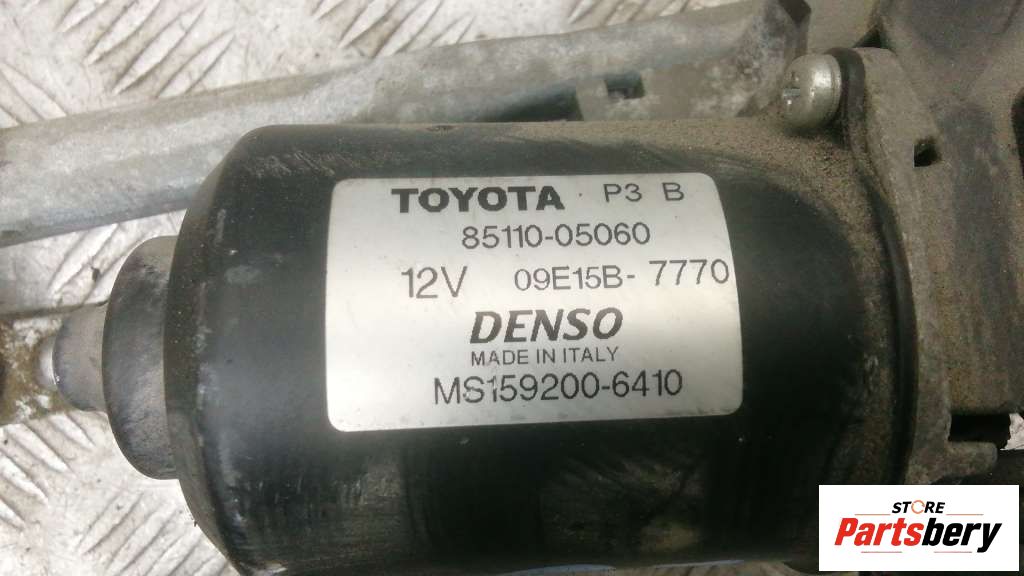 TOYOTA P3 B
85110-05060
12V 09E15B-7770
DENSO
MADE IN ITALY
MS159200-6410
STORE
Partsbery